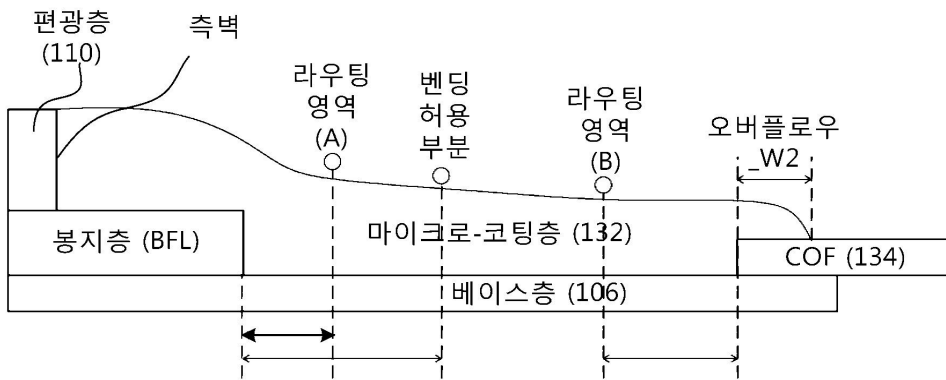 편광층
(110)
측벽
라우팅
영역
(A)
벤딩
허용
부분
라우팅
영역
(B)
오버플로우
_W2
봉지층 (BFL)
마이크로-코팅층 (132)
COF (134)
베이스층 (106)